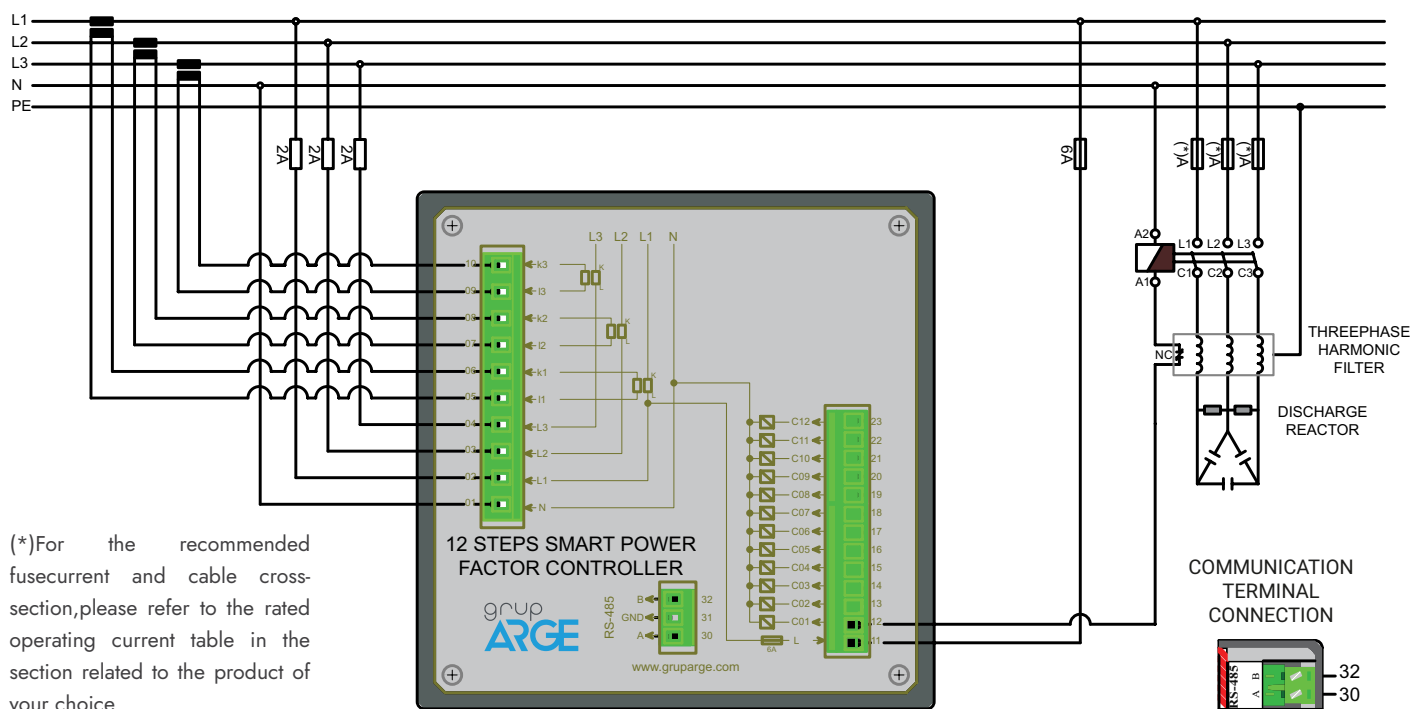 L1
L2
L3
N
PE
2A
2A
2A
6A
(*)A
(*)A
(*)A
L3 L2 L1 N
10 k3 K
09 l3 L
08 k2 K
07 l2 L
06 k1 K
05 l1 L
04 L3
03 L2
02 L1
01 N
A2
L1 L2 L3
C1 C2 C3
A1
NC
THREEPHASE
HARMONIC
FILTER
DISCHARGE
REACTOR
C12 23
C11 22
C10 21
C09 20
C08 19
C07 18
C06 17
C05 16
C04 15
C03 14
C02 13
C01 12
6A L 11
12 STEPS SMART POWER
FACTOR CONTROLLER
grup
ARGE
RS-485
B 32
GND 31
A 30
www.gruparge.com
(*)For the recommended
fusecurrent and cable cross-
section,please refer to the rated
operating current table in the
section related to the product of
your choice
COMMUNICATION
TERMINAL
CONNECTION
RS-485
B 32
A 30